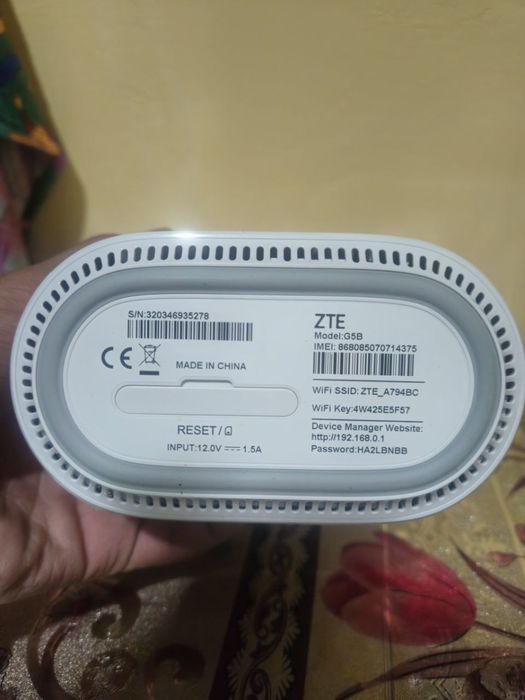 S/N:320346935278
CE
MADE IN CHINA
RESET/
INPUT:12.0V ⎓ 1.5A
ZTE
Model:G5B
IMEI: 868085070714375
WiFi SSID: ZTE_A794BC
WiFi Key:4W425E5F57
Device Manager Website:
http://192.168.0.1
Password:HA2LBNBB